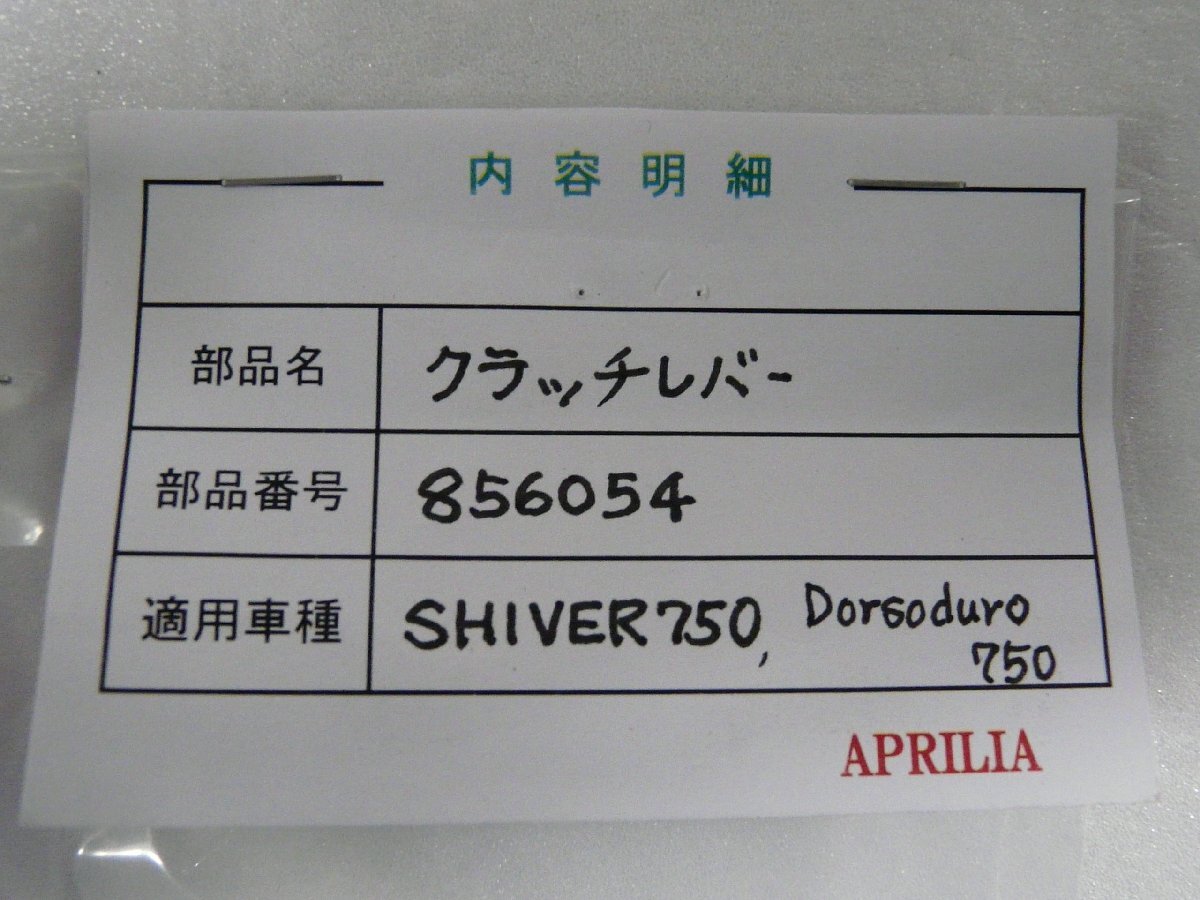 内容明細
部品名 クラッチレバー
部品番号 856054
適用車種 SHIVER750, Dorsoduro
750
APRILIA